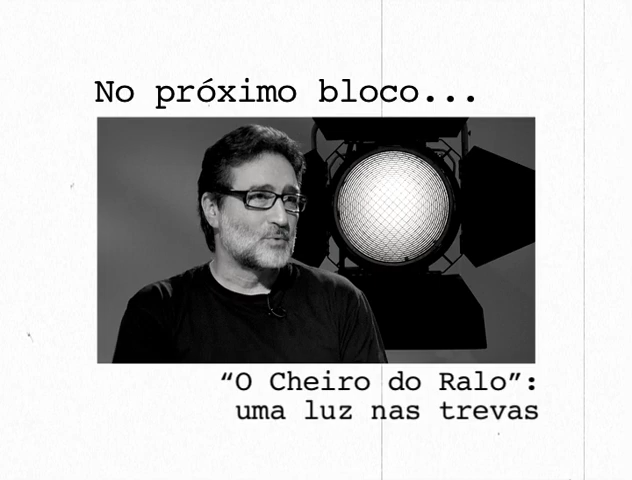 No próximo bloco...
“O Cheiro do Ralo”:
uma luz nas trevas